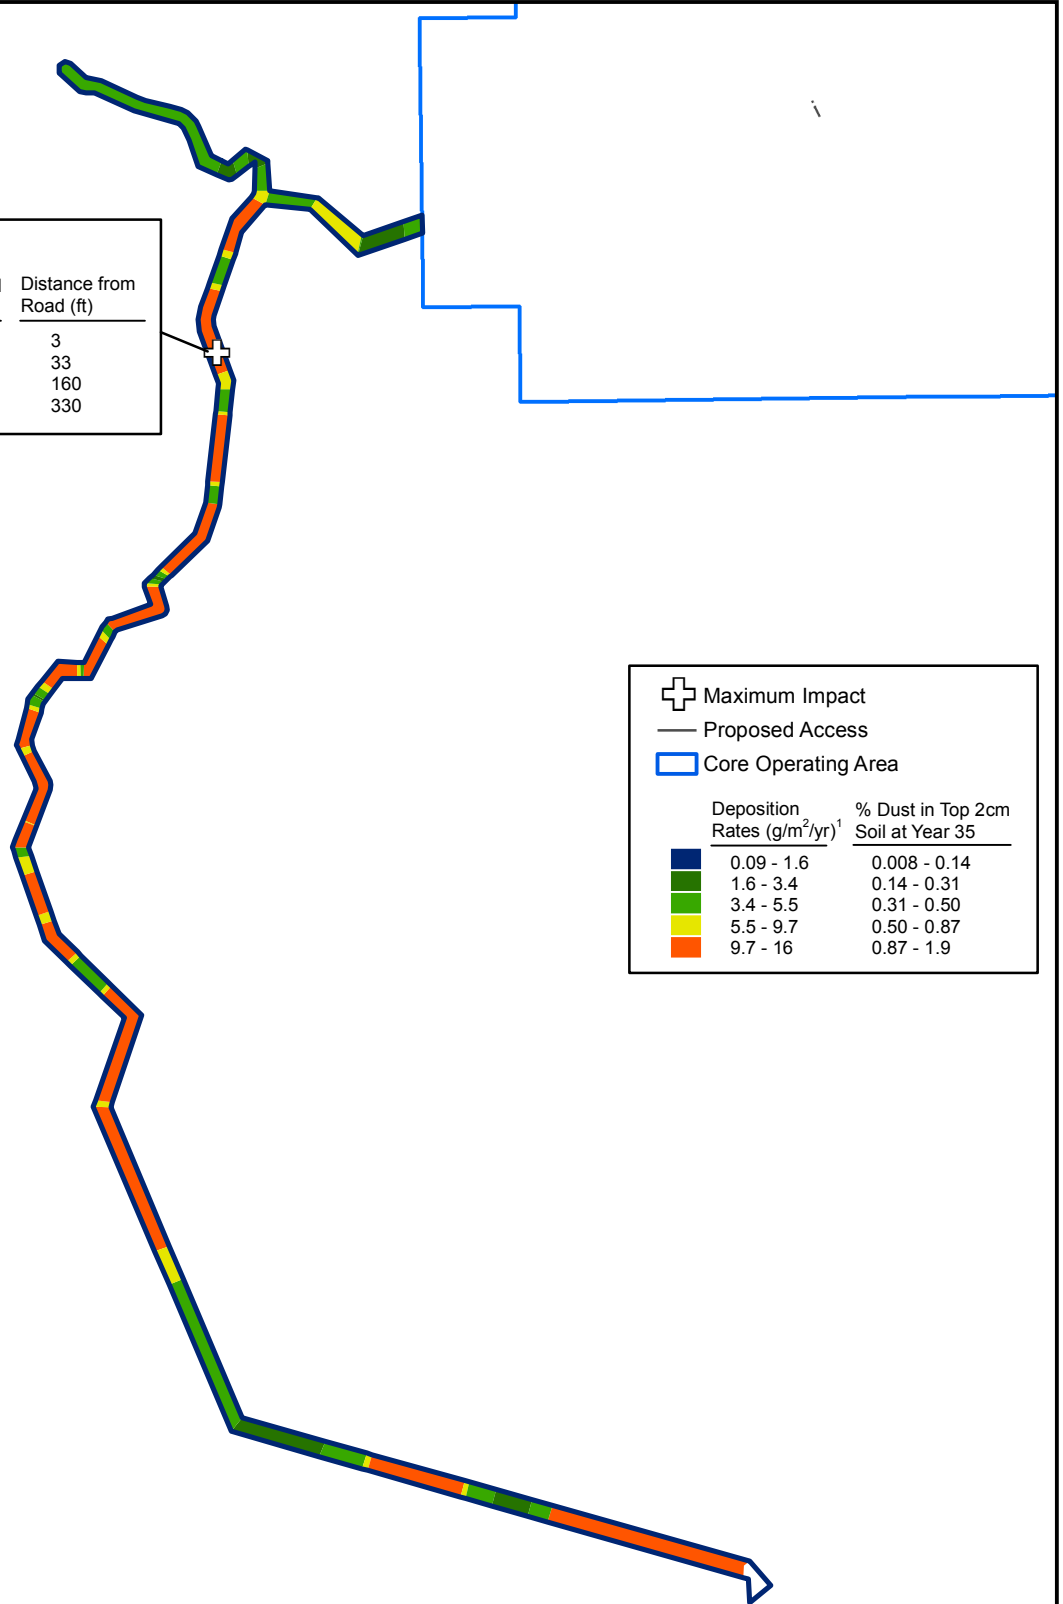 Distance from
Road (ft)
3
33
160
330
Maximum Impact
Proposed Access
Core Operating Area
Deposition % Dust in Top 2cm
Rates (g/m²/yr)¹ Soil at Year 35
0.09 - 1.6 0.008 - 0.14
1.6 - 3.4 0.14 - 0.31
3.4 - 5.5 0.31 - 0.50
5.5 - 9.7 0.50 - 0.87
9.7 - 16 0.87 - 1.9